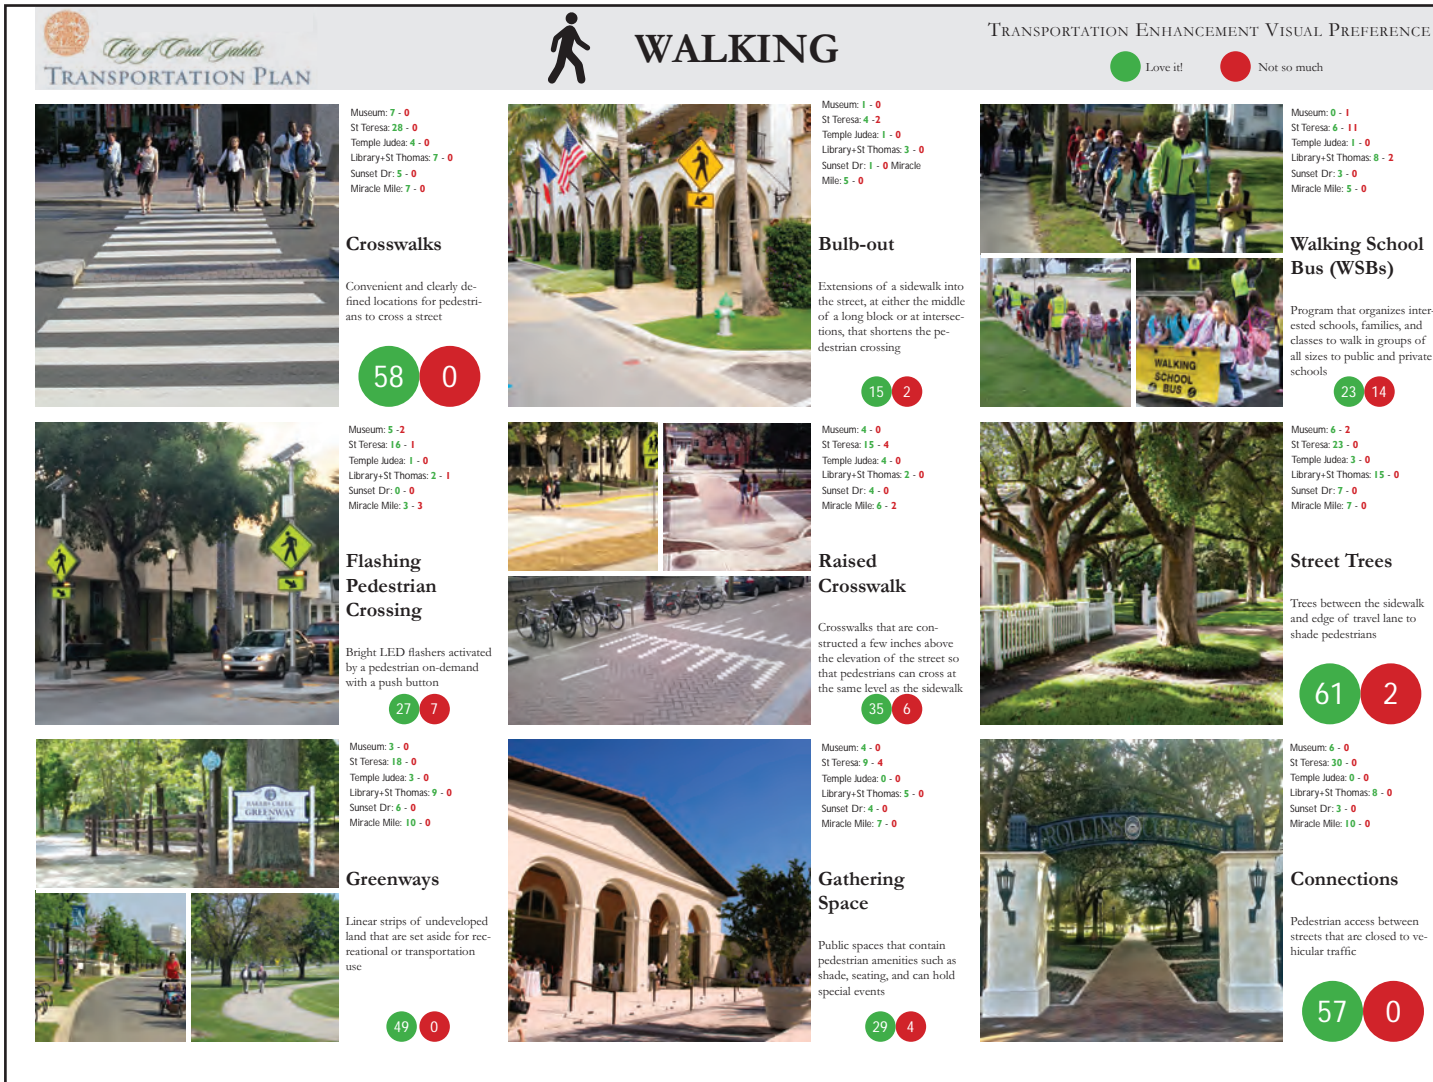 City of Coral Gables
TRANSPORTATION PLAN
WALKING
TRANSPORTATION ENHANCEMENT VISUAL PREFERENCE
Love it!
Not so much
Museum: 7 - 0
St Teresa: 28 - 0
Temple Judea: 4 - 0
Library+St Thomas: 7 - 0
Sunset Dr: 5 - 0
Miracle Mile: 7 - 0
Crosswalks
Convenient and clearly de-
fined locations for pedestri-
ans to cross a street
58 0
Museum: 1 - 0
St Teresa: 4 -2
Temple Judea: 1 - 0
Library+St Thomas: 3 - 0
Sunset Dr: 1 - 0 Miracle
Mile: 5 - 0
Bulb-out
Extensions of a sidewalk into
the street, at either the middle
of a long block or at intersec-
tions, that shortens the pe-
destrian crossing
15 2
WALKING
SCHOOL
BUS
Museum: 0 - 1
St Teresa: 6 - 11
Temple Judea: 1 - 0
Library+St Thomas: 8 - 2
Sunset Dr: 3 - 0
Miracle Mile: 5 - 0
Walking School
Bus (WSBs)
Program that organizes inter-
ested schools, families, and
classes to walk in groups of
all sizes to public and private
schools
23 14
Museum: 5 -2
St Teresa: 16 - 1
Temple Judea: 1 - 0
Library+St Thomas: 2 - 1
Sunset Dr: 0 - 0
Miracle Mile: 3 - 3
Flashing
Pedestrian
Crossing
Bright LED flashers activated
by a pedestrian on-demand
with a push button
27 7
Museum: 4 - 0
St Teresa: 15 - 4
Temple Judea: 4 - 0
Library+St Thomas: 2 - 0
Sunset Dr: 4 - 0
Miracle Mile: 6 - 2
Raised
Crosswalk
Crosswalks that are con-
structed a few inches above
the elevation of the street so
that pedestrians can cross at
the same level as the sidewalk
35 6
Museum: 6 - 2
St Teresa: 23 - 0
Temple Judea: 3 - 0
Library+St Thomas: 15 - 0
Sunset Dr: 7 - 0
Miracle Mile: 7 - 0
Street Trees
Trees between the sidewalk
and edge of travel lane to
shade pedestrians
61 2
BAKERS CREEK
GREENWAY
Museum: 3 - 0
St Teresa: 18 - 0
Temple Judea: 3 - 0
Library+St Thomas: 9 - 0
Sunset Dr: 6 - 0
Miracle Mile: 10 - 0
Greenways
Linear strips of undeveloped
land that are set aside for rec-
reational or transportation
use
49 0
Museum: 4 - 0
St Teresa: 9 - 4
Temple Judea: 0 - 0
Library+St Thomas: 5 - 0
Sunset Dr: 4 - 0
Miracle Mile: 7 - 0
Gathering
Space
Public spaces that contain
pedestrian amenities such as
shade, seating, and can hold
special events
29 4
ROLLINS
Museum: 6 - 0
St Teresa: 30 - 0
Temple Judea: 0 - 0
Library+St Thomas: 8 - 0
Sunset Dr: 3 - 0
Miracle Mile: 10 - 0
Connections
Pedestrian access between
streets that are closed to ve-
hicular traffic
57 0